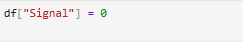 df["Signal"] = 0